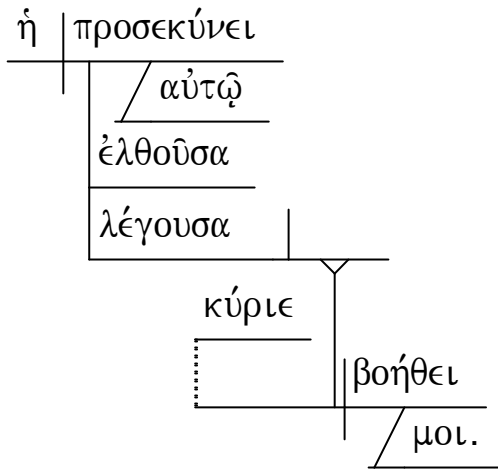 ἡ προσεκύνει
αὐτῷ
ἐλθοῦσα
λέγουσα
κύριε
βοήθει
μοι.